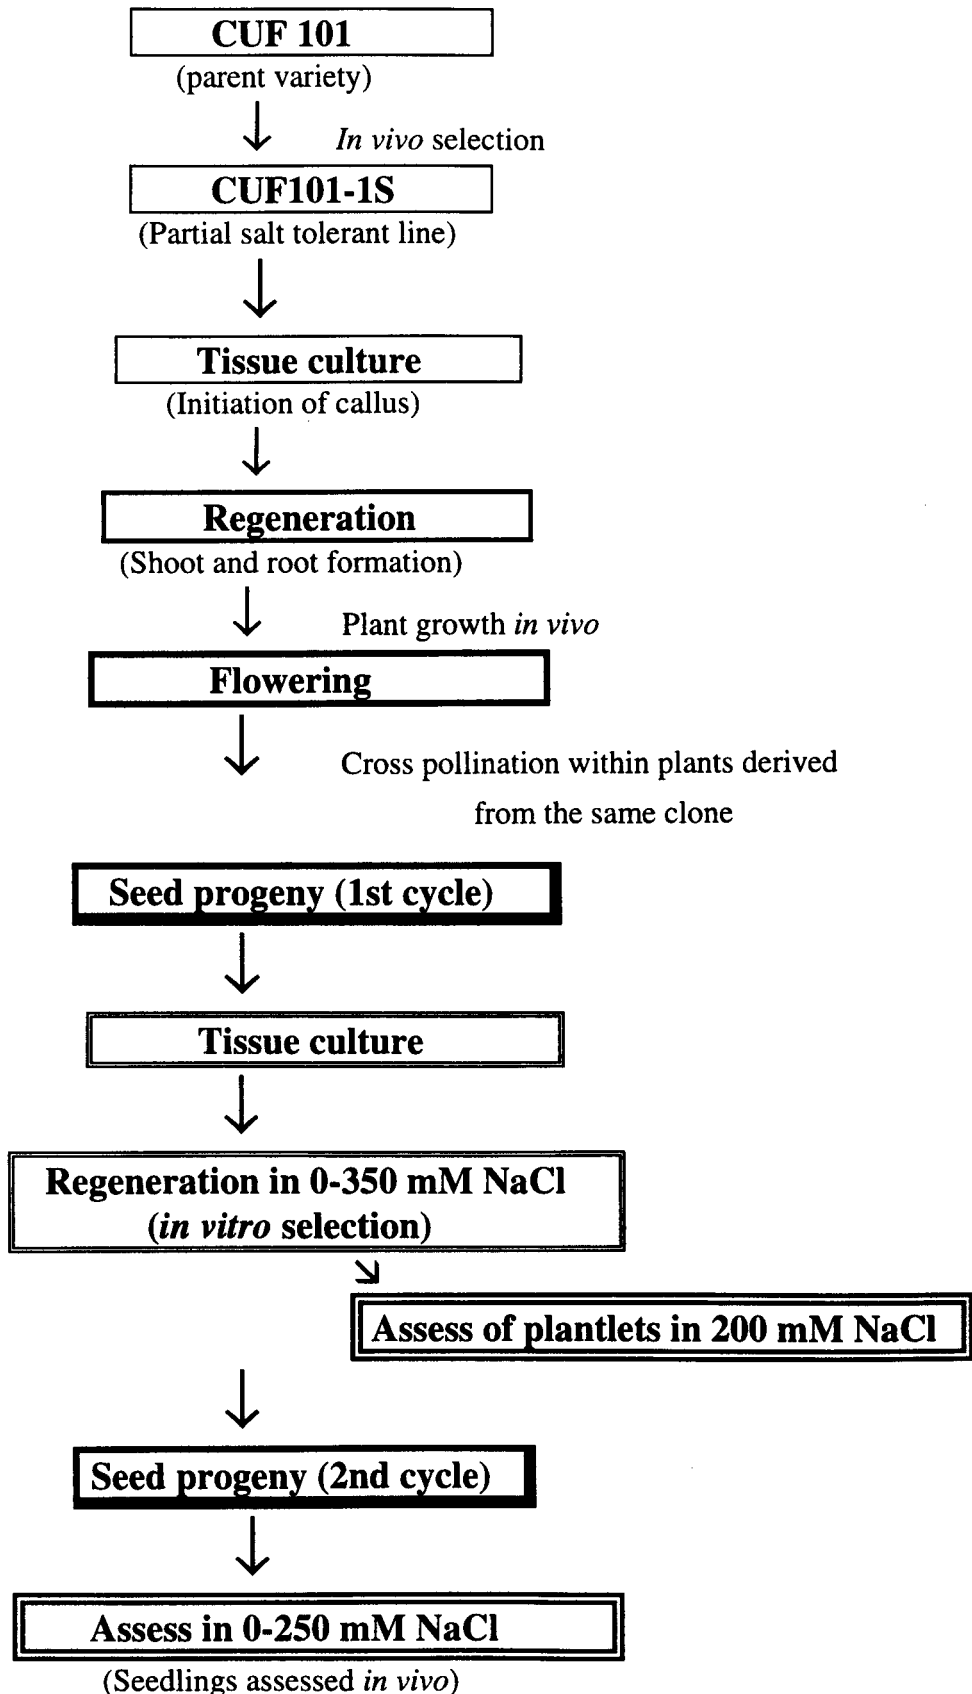 CUF 101
(parent variety)
In vivo selection
CUF101-1S
(Partial salt tolerant line)
Tissue culture
(Initiation of callus)
Regeneration
(Shoot and root formation)
Plant growth in vivo
Flowering
Cross pollination within plants derived
from the same clone
Seed progeny (1st cycle)
Tissue culture
Regeneration in 0-350 mM NaCl
(in vitro selection)
Assess of plantlets in 200 mM NaCl
Seed progeny (2nd cycle)
Assess in 0-250 mM NaCl
(Seedlings assessed in vivo)